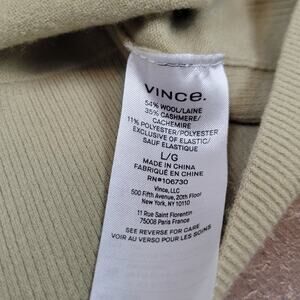 VINCE.
54% WOOL/LAINE
35% CASHMERE/
CACHEMIRE
11% POLYESTER/POLYESTER
EXCLUSIVE OF ELASTIC/
SAUF ELASTIQUE
L/G
MADE IN CHINA
FABRIQUÉ EN CHINE
RN#106730
Vince, LLC
500 Fifth Avenue, 20th Floor
New York, NY 10110
11 Rue Saint Florentin
75008 Paris France
SEE REVERSE FOR CARE
VOIR AU VERSO POUR LES SOINS